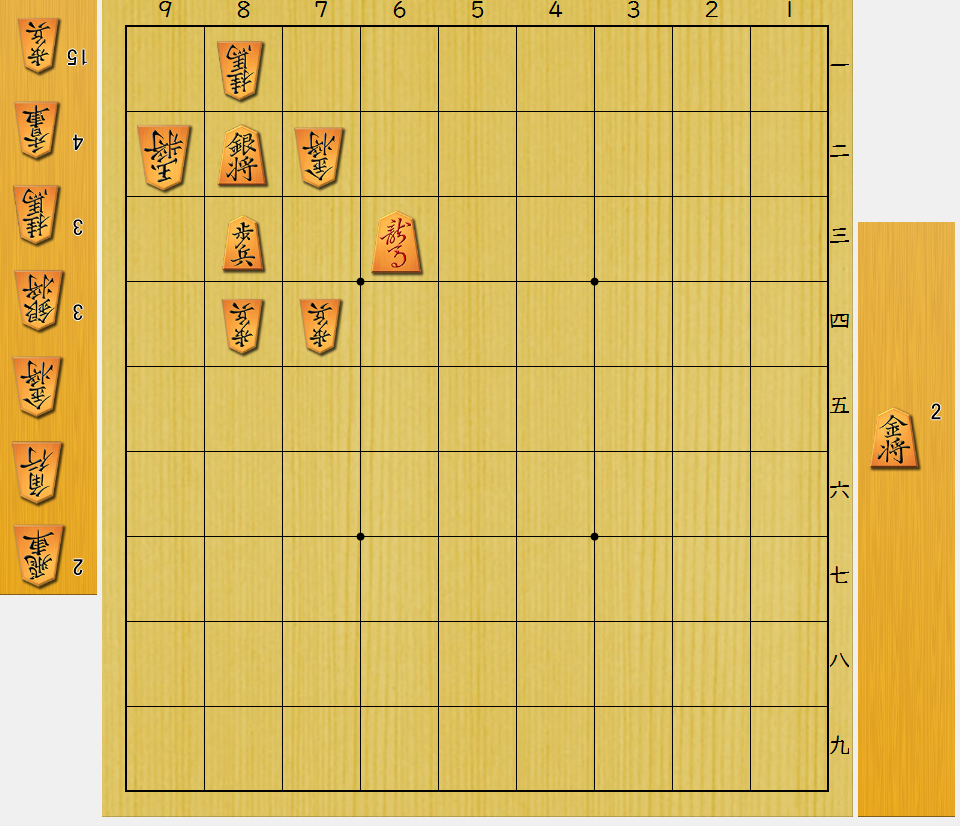 9 8 7 6 5 4 3 2 1
一
二
三
四
五
六
七
八
九
歩兵 15
香車 4
桂馬 3
銀将 3
金将
角行
飛車 2
桂馬
玉将 銀将 金将
歩兵 龍馬
歩兵 歩兵
金将 2